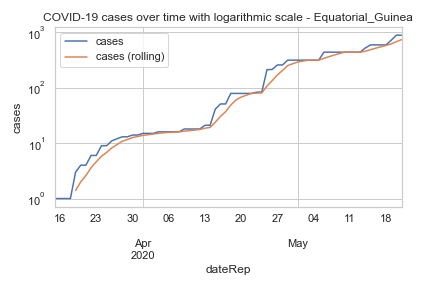 COVID-19 cases over time with logarithmic scale - Equatorial_Guinea
cases
cases (rolling)
10³
10²
10¹
10⁰
cases
16 23 30 06 13 20 27 04 11 18
Apr May
2020
dateRep